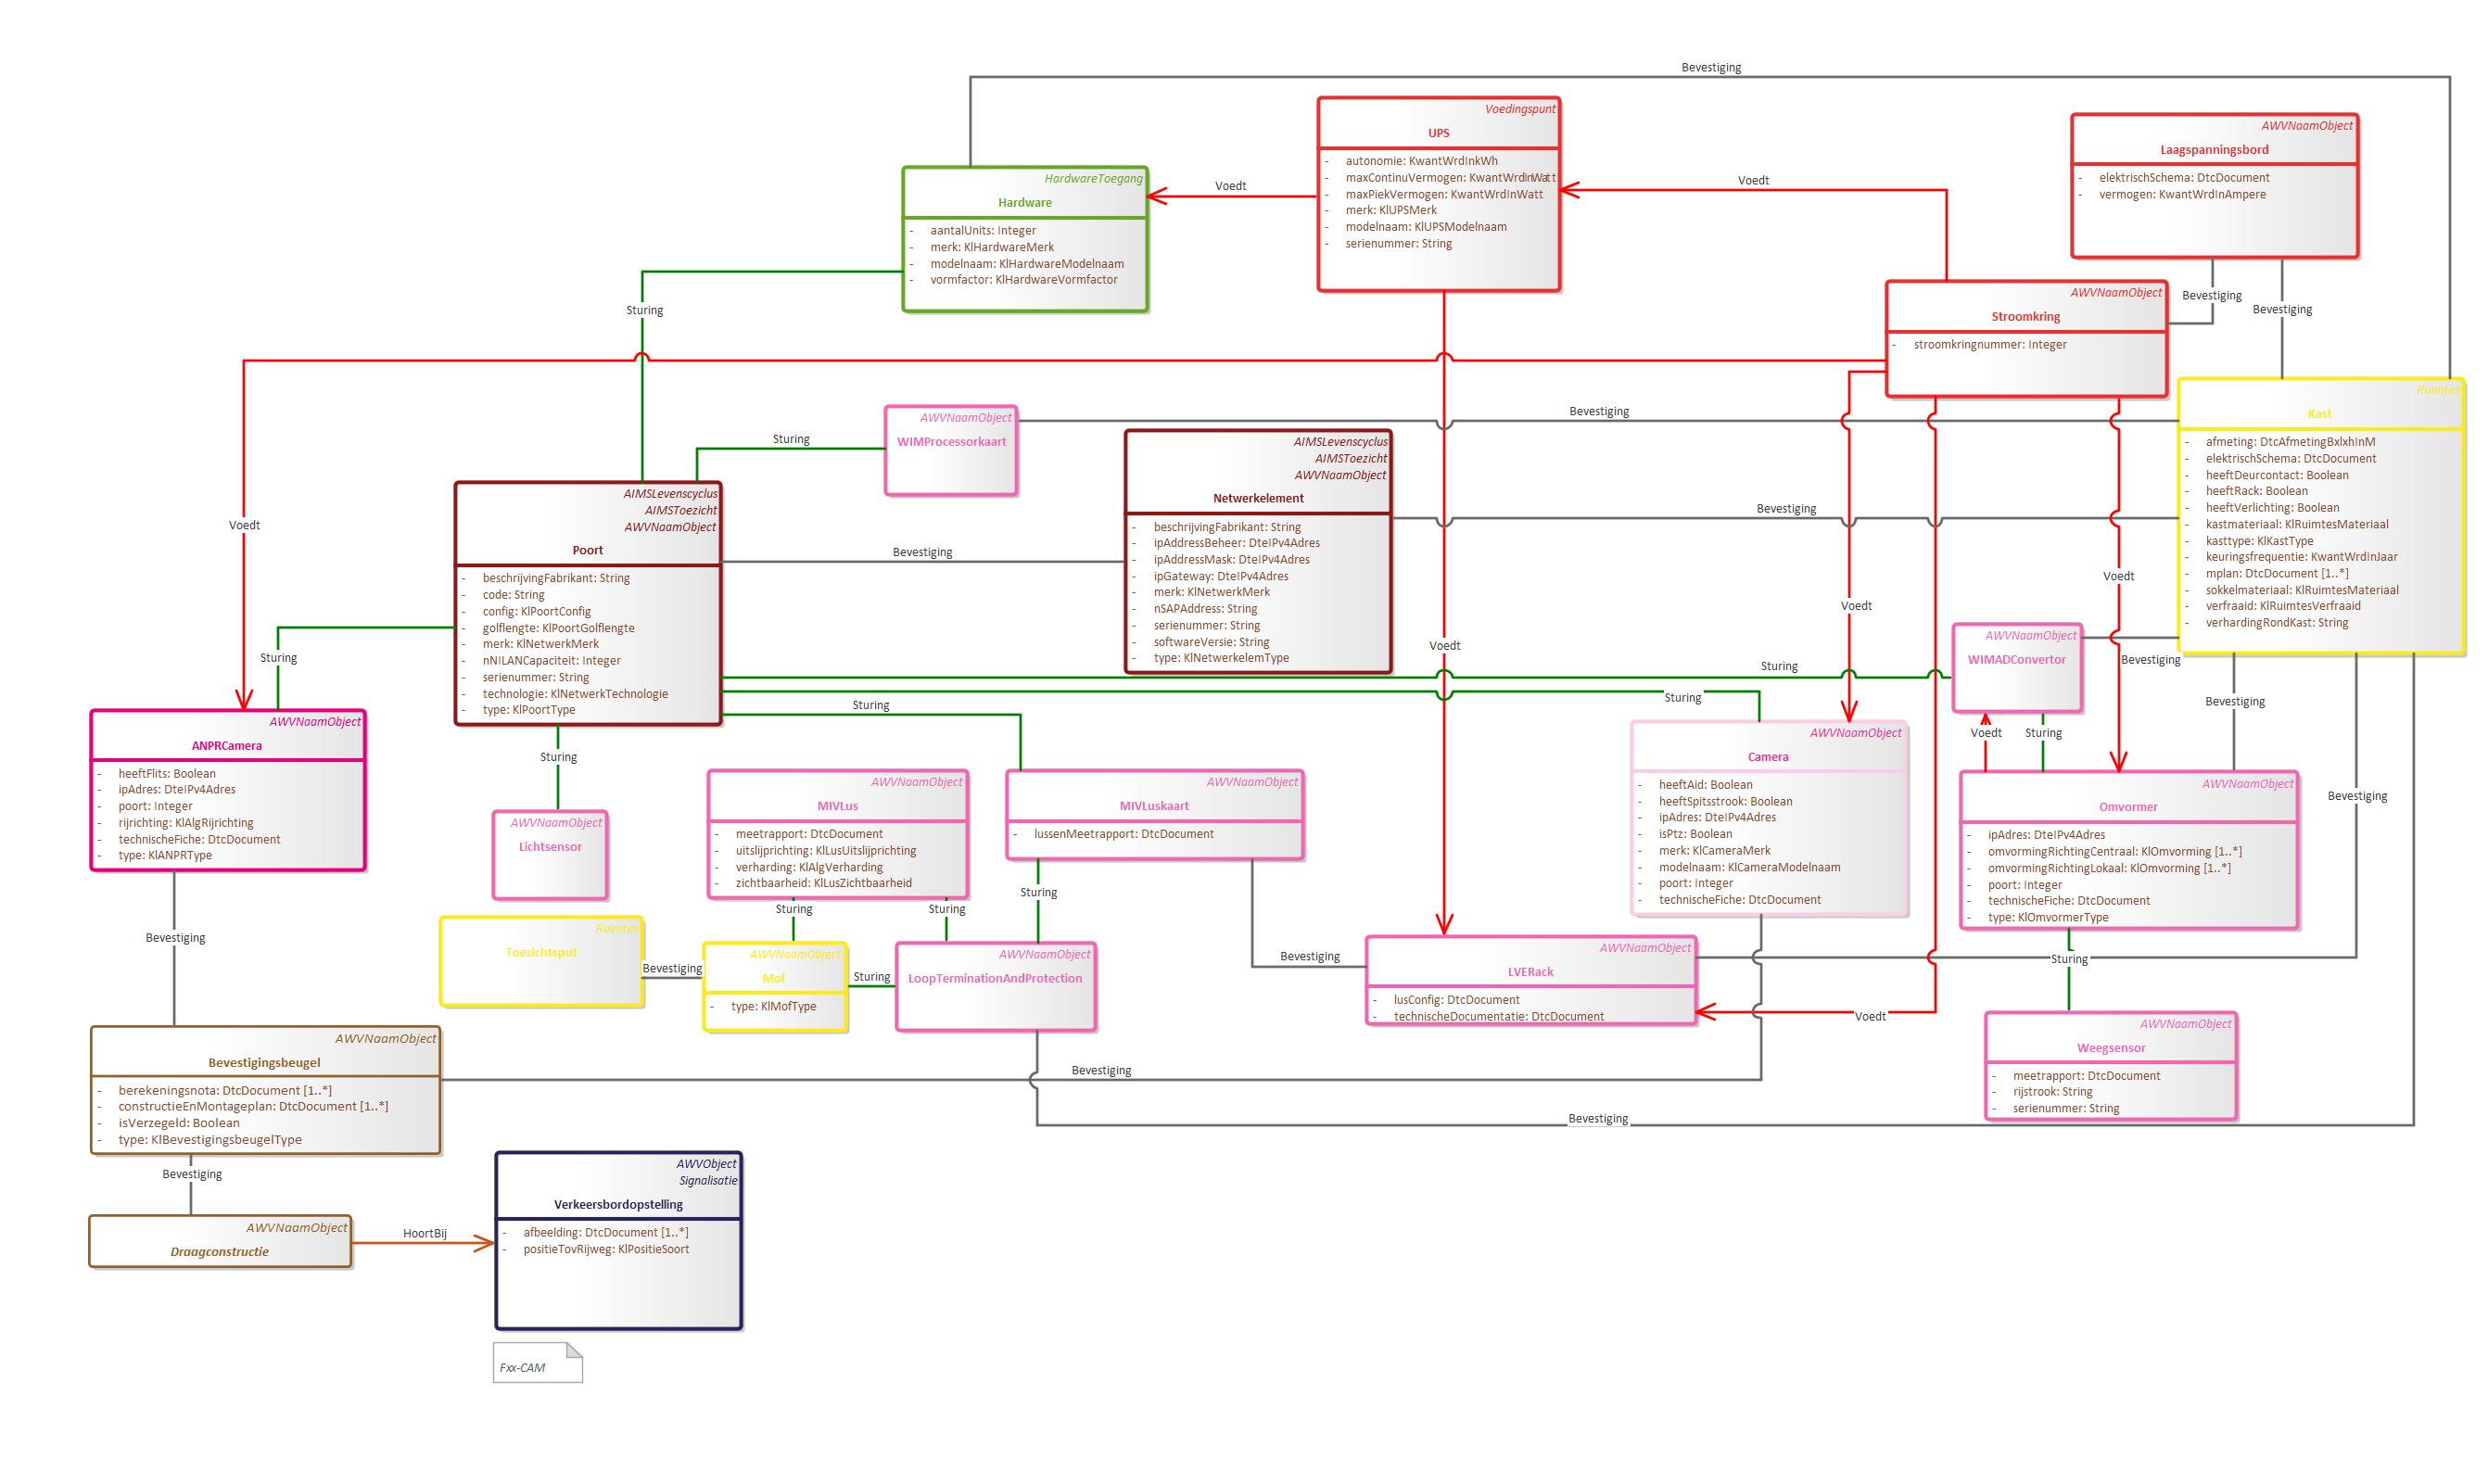 Bevestiging
Voedingspunt
UPS
- autonomie: KwantWrdInkWh
- maxContinuVermogen: KwantWrdInWatt
- maxPiekVermogen: KwantWrdInWatt
- merk: KlUPSMerk
- modelnaam: KlUPSModelnaam
- serienummer: String
AWVNaamObject
Laagspanningsbord
- elektrischSchema: DtcDocument
- vermogen: KwantWrdInAmpere
HardwareToegang
Hardware
- aantalUnits: Integer
- merk: KlHardwareMerk
- modelnaam: KlHardwareModelnaam
- vormfactor: KlHardwareVormfactor
Voedt
Voedt
Bevestiging
Bevestiging
Sturing
AWVNaamObject
Stroomkring
- stroomkringnummer: Integer
Ruimtes
Kast
- afmeting: DtcAfmetingBxlxhInM
- elektrischSchema: DtcDocument
- heeftDeurcontact: Boolean
- heeftRack: Boolean
- heeftVerlichting: Boolean
- kastmateriaal: KlRuimtesMateriaal
- kasttype: KlKastType
- keuringsfrequentie: KwantWrdInJaar
- mplan: DtcDocument [1..*]
- sokkelmateriaal: KlRuimtesMateriaal
- verfraaid: KlRuimtesVerfraaid
- verhardingRondKast: String
Bevestiging
AWVNaamObject
WIMProcessorkaart
Sturing
AIMSLevenscyclus
AIMSToezicht
AWVNaamObject
Netwerkelement
- beschrijvingFabrikant: String
- ipAddressBeheer: DteIPv4Adres
- ipAddressMask: DteIPv4Adres
- ipGateway: DteIPv4Adres
- merk: KlNetwerkMerk
- nSAPAddress: String
- serienummer: String
- softwareVersie: String
- type: KlNetwerkelemType
AIMSLevenscyclus
AIMSToezicht
AWVNaamObject
Poort
- beschrijvingFabrikant: String
- code: String
- config: KlPoortConfig
- golflengte: KlPoortGolflengte
- merk: KlNetwerkMerk
- nNILANCapaciteit: Integer
- serienummer: String
- technologie: KlNetwerkTechnologie
- type: KlPoortType
Bevestiging
Voedt
Bevestiging
Voedt
Voedt
Voedt
Sturing
AWVNaamObject
WIMADConvertor
Bevestiging
Sturing
Sturing
Sturing
Bevestiging
AWVNaamObject
ANPRCamera
- heeftFlits: Boolean
- ipAdres: DteIPv4Adres
- poort: Integer
- rijrichting: KlAlgRijrichting
- technischeFiche: DtcDocument
- type: KlANPRType
Sturing
AWVNaamObject
Camera
- heeftAid: Boolean
- heeftSpitsstrook: Boolean
- ipAdres: DteIPv4Adres
- isPtz: Boolean
- merk: KlCameraMerk
- modelnaam: KlCameraModelnaam
- poort: Integer
- technischeFiche: DtcDocument
Voedt
Sturing
AWVNaamObject
MIVLus
- meetrapport: DtcDocument
- uitslijprichting: KlLusUitslijprichting
- verharding: KlAlgVerharding
- zichtbaarheid: KlLusZichtbaarheid
AWVNaamObject
MIVLuskaart
- lussenMeetrapport: DtcDocument
AWVNaamObject
Omvormer
- ipAdres: DteIPv4Adres
- omvormingRichtingCentraal: KlOmvorming [1..*]
- omvormingRichtingLokaal: KlOmvorming [1..*]
- poort: Integer
- technischeFiche: DtcDocument
- type: KlOmvormerType
Bevestiging
AWVNaamObject
Lichtsensor
Sturing
Sturing
Sturing
Bevestiging
Ruimtes
Toezichtsput
Bevestiging
AWVNaamObject
Mof
- type: KlMofType
Sturing
AWVNaamObject
LoopTerminationAndProtection
Bevestiging
AWVNaamObject
LVERack
- lusConfig: DtcDocument
- technischeDocumentatie: DtcDocument
Voedt
Sturing
AWVNaamObject
Weegsensor
- meetrapport: DtcDocument
- rijstrook: String
- serienummer: String
AWVNaamObject
Bevestigingsbeugel
- berekeningsnota: DtcDocument [1..*]
- constructieEnMontageplan: DtcDocument [1..*]
- isVerzegeld: Boolean
- type: KlBevestigingsbeugelType
Bevestiging
Bevestiging
Bevestiging
AWVNaamObject
Draagconstructie
HoortBij
AWVObject
Signalisatie
Verkeersbordopstelling
- afbeelding: DtcDocument [1..*]
- positieTovRijweg: KlPositieSoort
Fxx-CAM